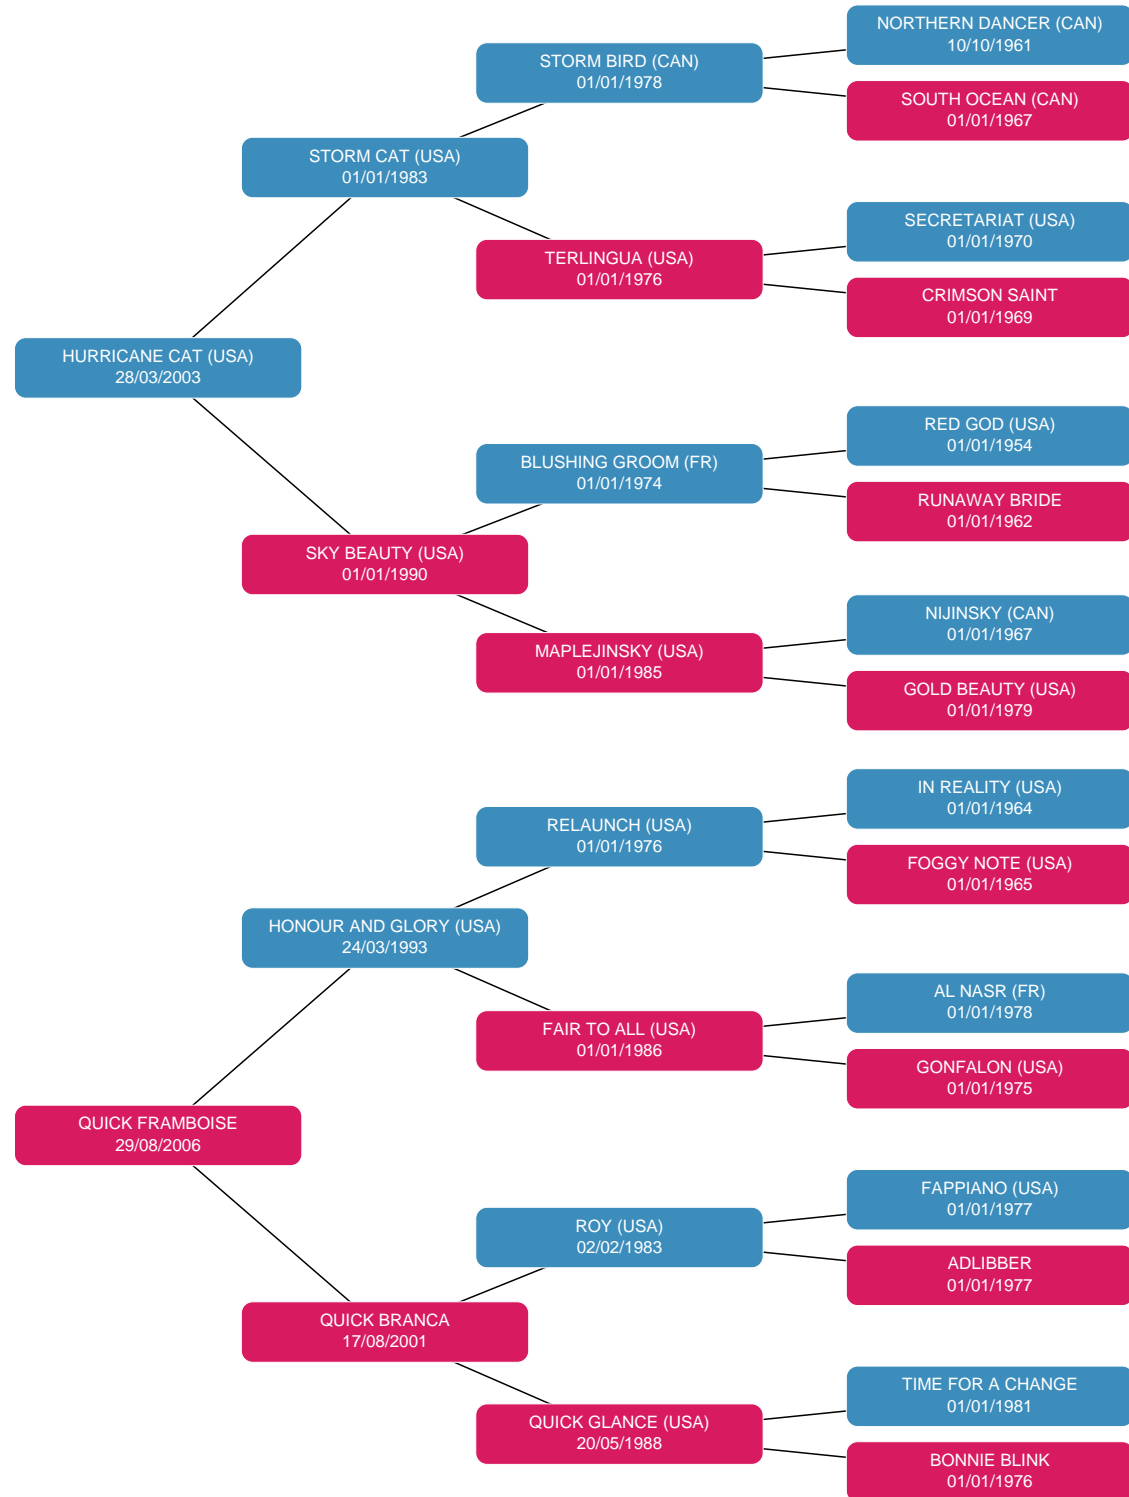 NORTHERN DANCER (CAN)
10/10/1961
STORM BIRD (CAN)
01/01/1978
SOUTH OCEAN (CAN)
01/01/1967
STORM CAT (USA)
01/01/1983
SECRETARIAT (USA)
01/01/1970
TERLINGUA (USA)
01/01/1976
CRIMSON SAINT
01/01/1969
HURRICANE CAT (USA)
28/03/2003
RED GOD (USA)
01/01/1954
BLUSHING GROOM (FR)
01/01/1974
RUNAWAY BRIDE
01/01/1962
SKY BEAUTY (USA)
01/01/1990
NIJINSKY (CAN)
01/01/1967
MAPLEJINSKY (USA)
01/01/1985
GOLD BEAUTY (USA)
01/01/1979
IN REALITY (USA)
01/01/1964
RELAUNCH (USA)
01/01/1976
FOGGY NOTE (USA)
01/01/1965
HONOUR AND GLORY (USA)
24/03/1993
AL NASR (FR)
01/01/1978
FAIR TO ALL (USA)
01/01/1986
GONFALON (USA)
01/01/1975
QUICK FRAMBOISE
29/08/2006
FAPPIANO (USA)
01/01/1977
ROY (USA)
02/02/1983
ADLIBBER
01/01/1977
QUICK BRANCA
17/08/2001
TIME FOR A CHANGE
01/01/1981
QUICK GLANCE (USA)
20/05/1988
BONNIE BLINK
01/01/1976